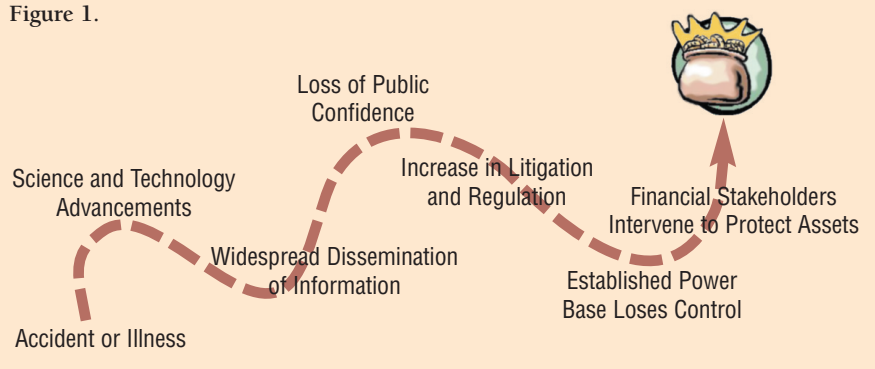 Figure 1.
Accident or Illness
Science and Technology
Advancements
Widespread Dissemination
of Information
Loss of Public
Confidence
Increase in Litigation
and Regulation
Established Power
Base Loses Control
Financial Stakeholders
Intervene to Protect Assets